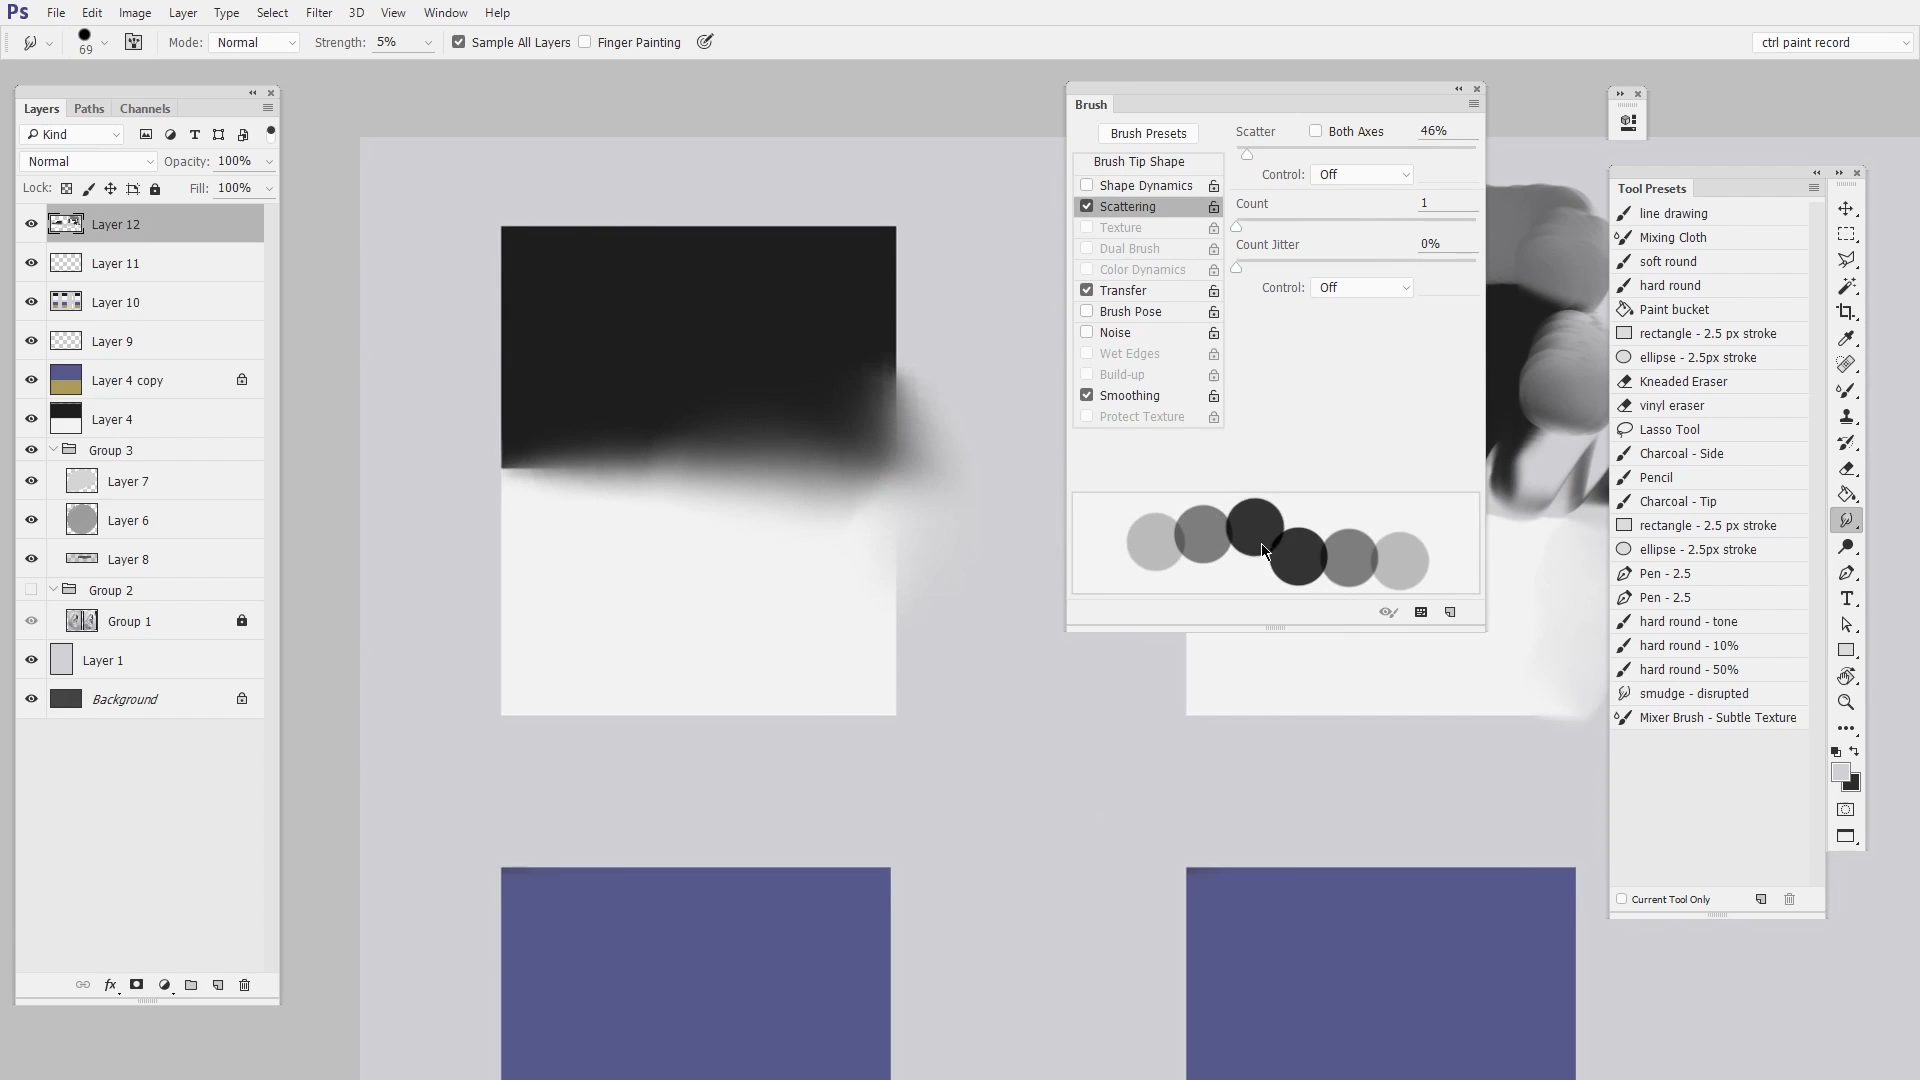 Ps File Edit Image Layer Type Select Filter 3D View Window Help
69 Mode: Normal Strength: 5% Sample All Layers Finger Painting ctrl paint record
Layers Paths Channels
Kind
Normal Opacity: 100%
Lock: Fill: 100%
Layer 12
Layer 11
Layer 10
Layer 9
Layer 4 copy
Layer 4
Group 3
Layer 7
Layer 6
Layer 8
Group 2
Group 1
Layer 1
Background
fx
Brush
Brush Presets
Brush Tip Shape
Shape Dynamics
Scattering
Texture
Dual Brush
Color Dynamics
Transfer
Brush Pose
Noise
Wet Edges
Build-up
Smoothing
Protect Texture
Scatter Both Axes 46%
Control: Off
Count 1
Count Jitter 0%
Control: Off
Tool Presets
line drawing
Mixing Cloth
soft round
hard round
Paint bucket
rectangle - 2.5 px stroke
ellipse - 2.5px stroke
Kneaded Eraser
vinyl eraser
Lasso Tool
Charcoal - Side
Pencil
Charcoal - Tip
rectangle - 2.5 px stroke
ellipse - 2.5px stroke
Pen - 2.5
Pen - 2.5
hard round - tone
hard round - 10%
hard round - 50%
smudge - disrupted
Mixer Brush - Subtle Texture
Current Tool Only